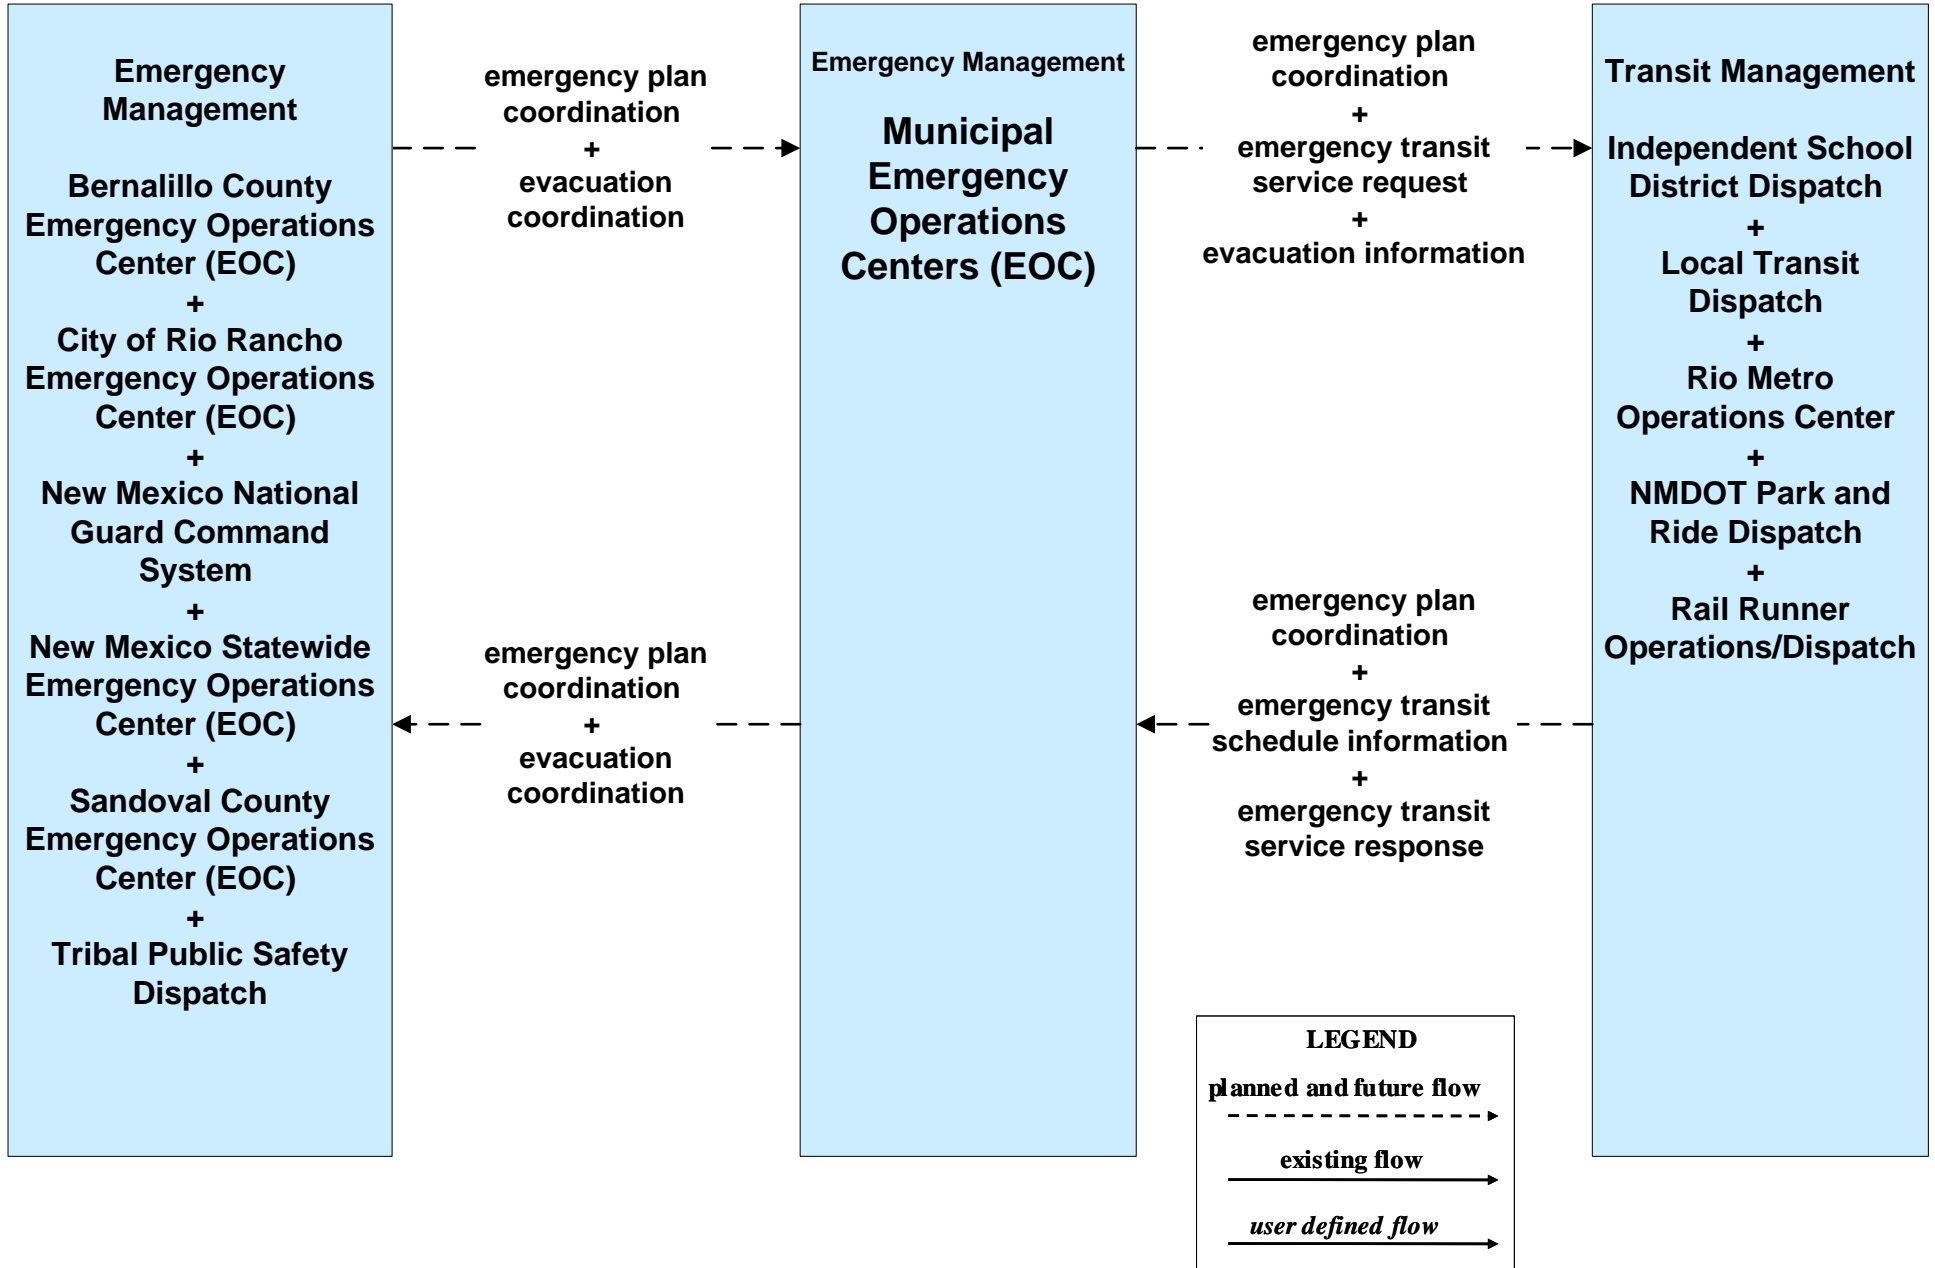 Emergency
Management
Bernalillo County
Emergency Operations
Center (EOC)
+
City of Rio Rancho
Emergency Operations
Center (EOC)
+
New Mexico National
Guard Command
System
+
New Mexico Statewide
Emergency Operations
Center (EOC)
+
Sandoval County
Emergency Operations
Center (EOC)
+
Tribal Public Safety
Dispatch
emergency plan
coordination
+
evacuation
coordination
emergency plan
coordination
+
evacuation
coordination
Emergency Management
Municipal
Emergency
Operations
Centers (EOC)
emergency plan
coordination
+
emergency transit
service request
+
evacuation information
emergency plan
coordination
+
emergency transit
schedule information
+
emergency transit
service response
Transit Management
Independent School
District Dispatch
+
Local Transit
Dispatch
+
Rio Metro
Operations Center
+
NMDOT Park and
Ride Dispatch
+
Rail Runner
Operations/Dispatch
LEGEND
planned and future flow
existing flow
user defined flow